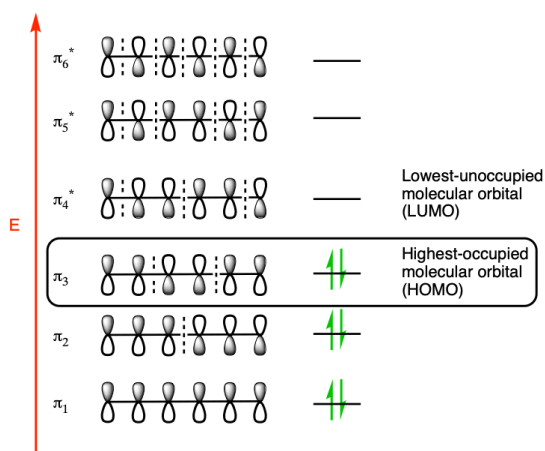 π6*
π5*
π4*
Lowest-unoccupied
molecular orbital
(LUMO)
E
π3
Highest-occupied
molecular orbital
(HOMO)
π2
π1